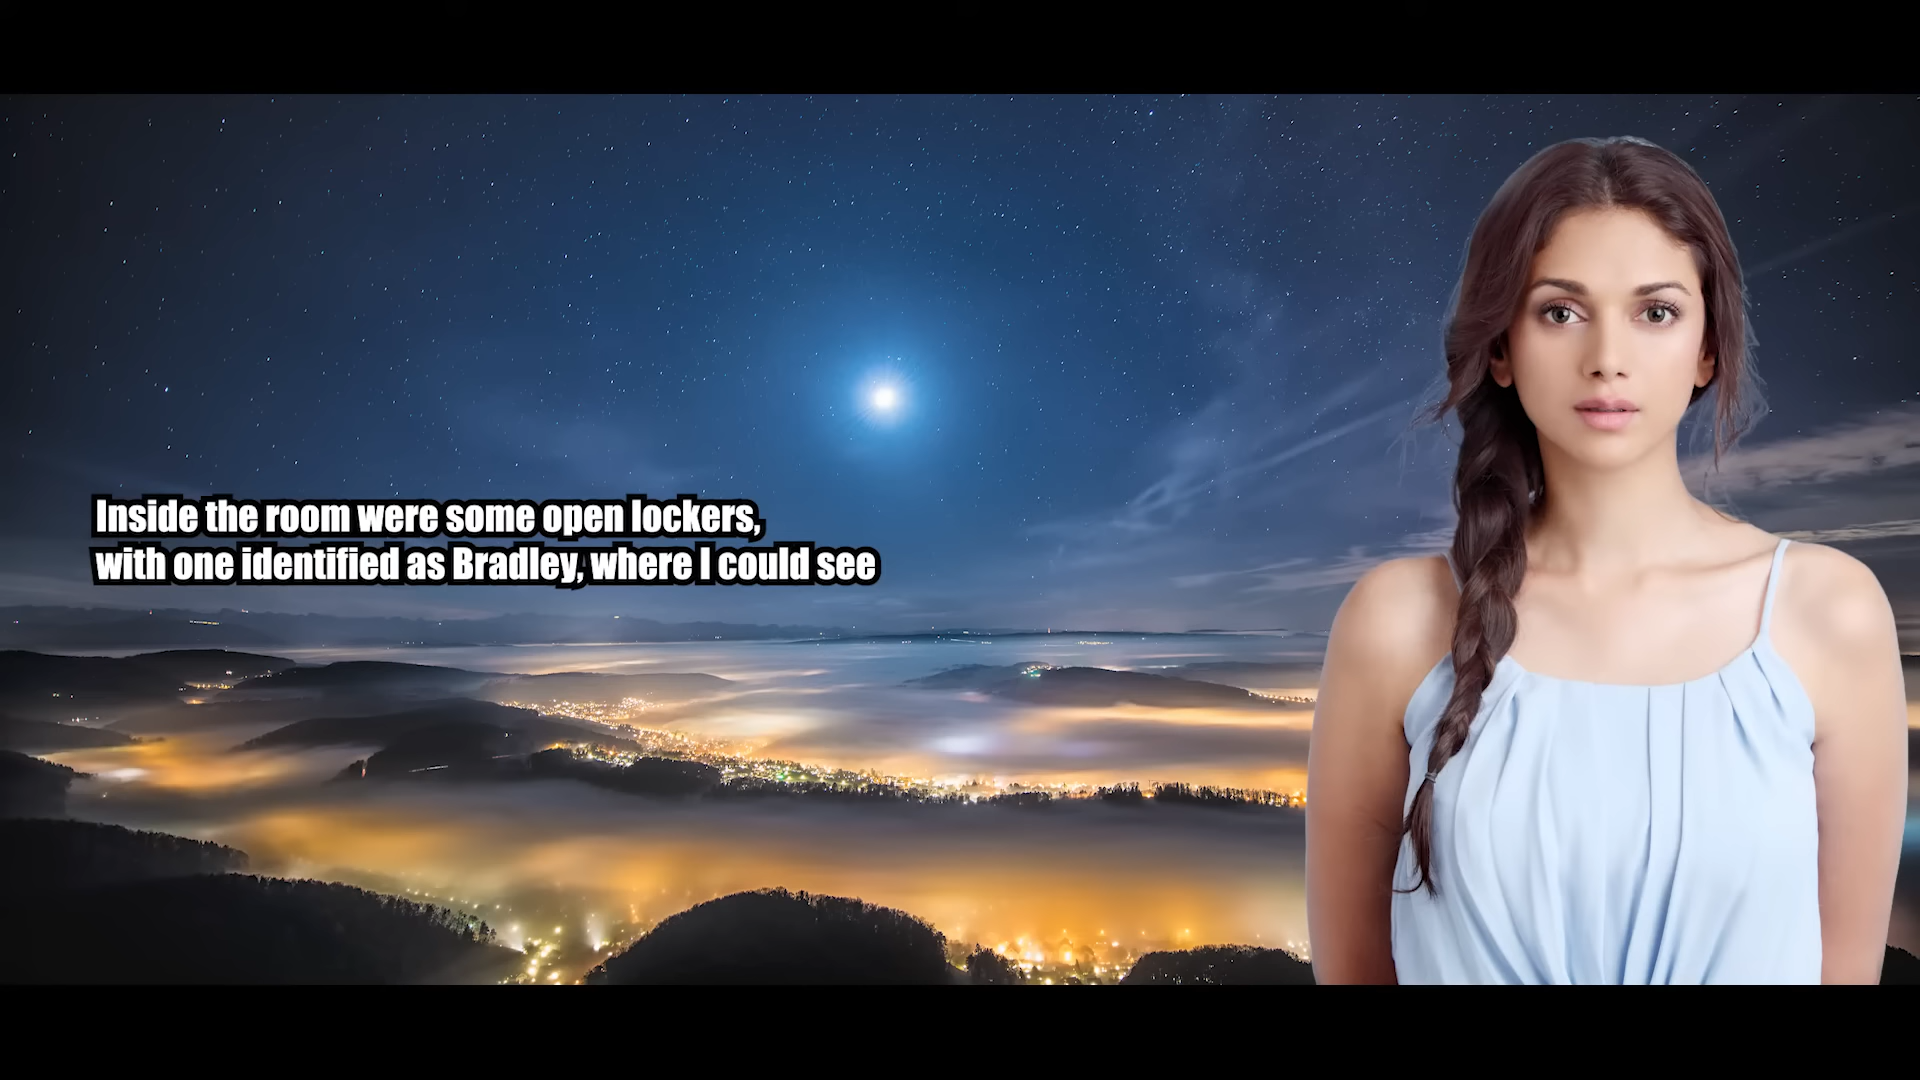 Inside the room were some open lockers,
with one identified as Bradley, where I could see